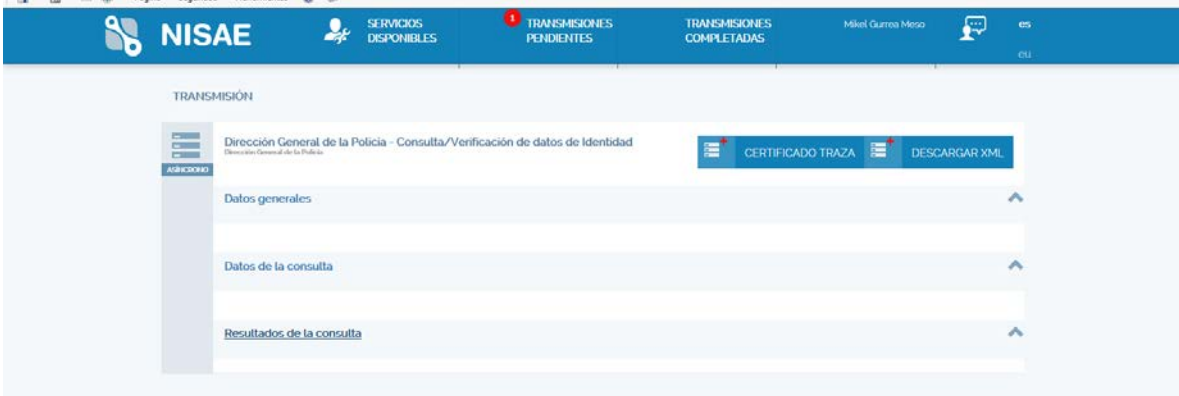 NISAE
SERVICIOS
DISPONIBLES
1
TRANSMISIONES
PENDIENTES
TRANSMISIONES
COMPLETADAS
Mikel Gurrea Meso
es
eu
TRANSMISIÓN
ASÍNCRONO
Dirección General de la Policia - Consulta/Verificación de datos de Identidad
Dirección General de la Policía
CERTIFICADO TRAZA
DESCARGAR XML
Datos generales
Datos de la consulta
Resultados de la consulta